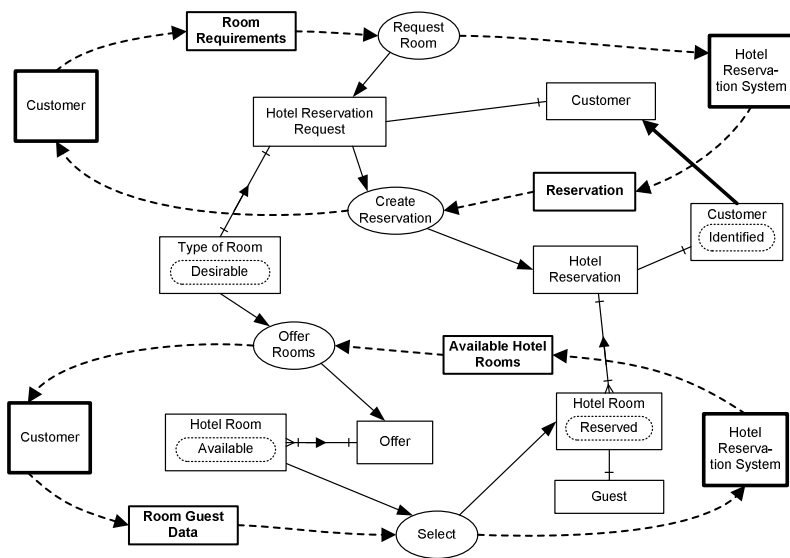 Room
Requirements
Request
Room
Hotel
Reserva-
tion System
Customer
Hotel Reservation
Request
Customer
Reservation
Create
Reservation
Customer
Identified
Type of Room
Desirable
Hotel
Reservation
Offer
Rooms
Available Hotel
Rooms
Customer
Hotel Room
Available
Offer
Hotel Room
Reserved
Hotel
Reserva-
tion System
Guest
Room Guest
Data
Select